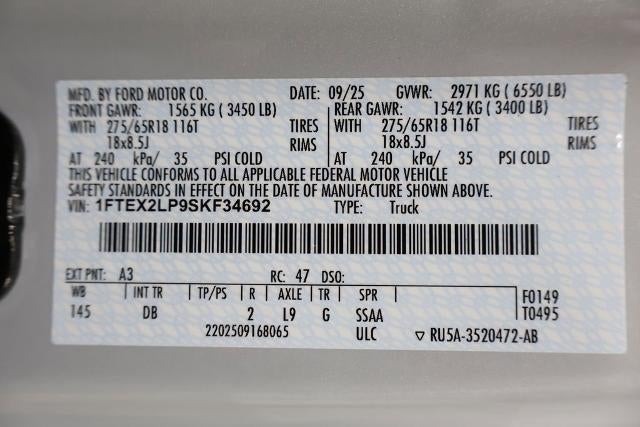 MFD. BY FORD MOTOR CO. DATE: 09/25 GVWR: 2971 KG ( 6550 LB)
FRONT GAWR: 1565 KG ( 3450 LB) REAR GAWR: 1542 KG ( 3400 LB)
WITH 275/65R18 116T TIRES WITH 275/65R18 116T TIRES
18x8.5J RIMS 18x8.5J RIMS
AT 240 kPa/ 35 PSI COLD AT 240 kPa/ 35 PSI COLD
THIS VEHICLE CONFORMS TO ALL APPLICABLE FEDERAL MOTOR VEHICLE
SAFETY STANDARDS IN EFFECT ON THE DATE OF MANUFACTURE SHOWN ABOVE.
VIN: 1FTEX2LP9SKF34692 TYPE: Truck
EXT PNT: A3 RC: 47 DSO:
WB INT TR TP/PS R AXLE TR SPR F0149
145 DB 2 L9 G SSAA T0495
2202509168065 ULC ▽ RU5A-3520472-AB